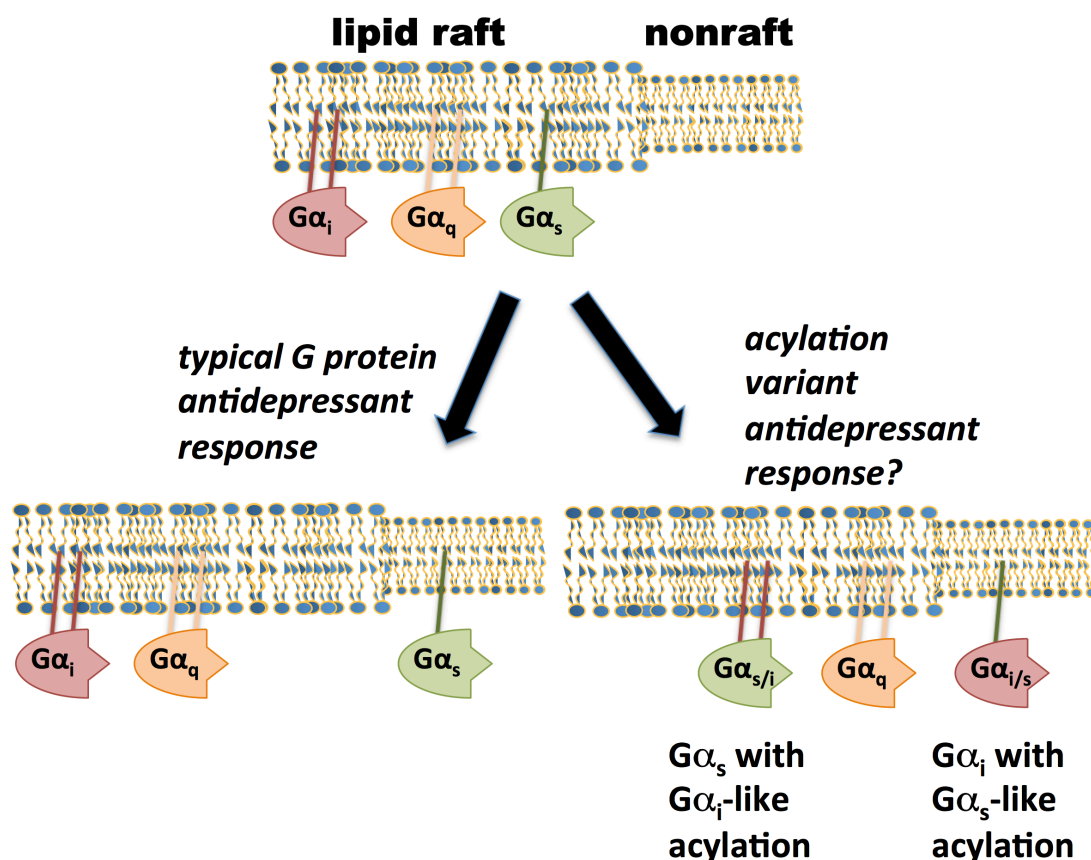 lipid raft nonraft
Gαi Gαq Gαs
typical G protein
antidepressant
response
acylation
variant
antidepressant
response?
Gαi Gαq Gαs
Gαs/i Gαq Gαi/s
Gαs with
Gαi-like
acylation
Gαi with
Gαs-like
acylation